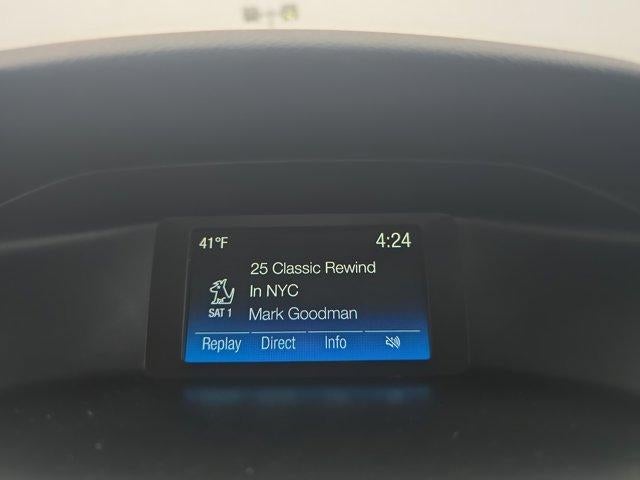 41°F 4:24
25 Classic Rewind
In NYC
SAT 1 Mark Goodman
Replay Direct Info